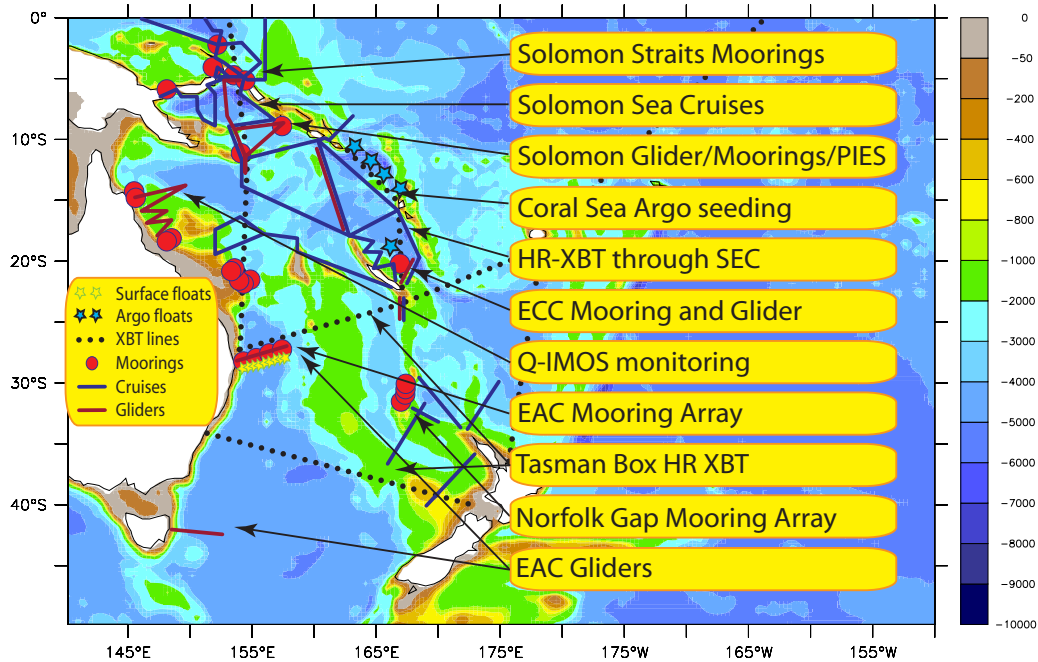 0°
10°S
20°S
30°S
40°S
145°E
155°E
165°E
175°E
175°W
165°W
155°W
Solomon Straits Moorings
Solomon Sea Cruises
Solomon Glider/Moorings/PIES
Coral Sea Argo seeding
HR-XBT through SEC
ECC Mooring and Glider
Q-IMOS monitoring
EAC Mooring Array
Tasman Box HR XBT
Norfolk Gap Mooring Array
EAC Gliders
Surface floats
Argo floats
XBT lines
Moorings
Cruises
Gliders
0
−50
−200
−400
−600
−800
−1000
−2000
−3000
−4000
−5000
−6000
−7000
−8000
−9000
−10000